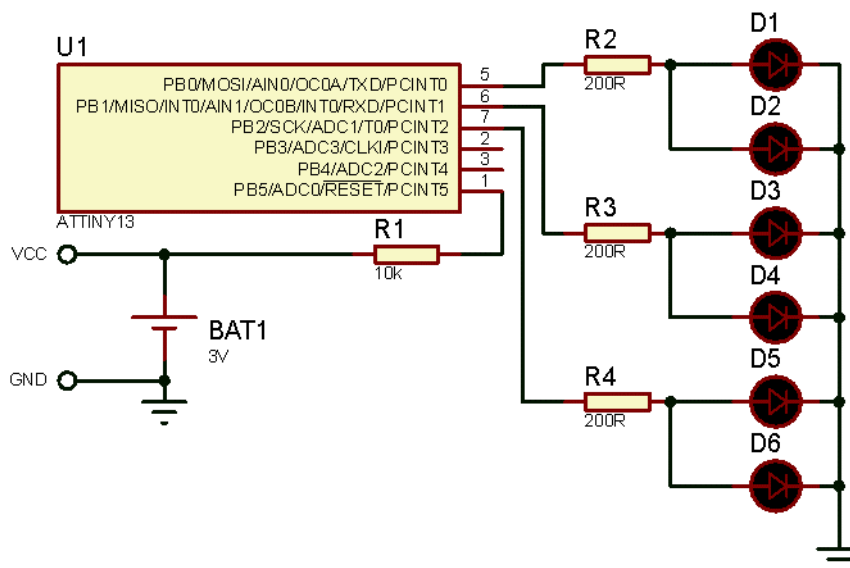 U1
PB0/MOSI/AIN0/OC0A/TXD/PCINT0
PB1/MISO/INT0/AIN1/OC0B/INT0/RXD/PCINT1
PB2/SCK/ADC1/T0/PCINT2
PB3/ADC3/CLKI/PCINT3
PB4/ADC2/PCINT4
PB5/ADC0/RESET/PCINT5
5
6
7
2
3
1
ATTINY13
VCC
R1
10k
BAT1
3V
GND
R2
200R
D1
D2
R3
200R
D3
D4
R4
200R
D5
D6